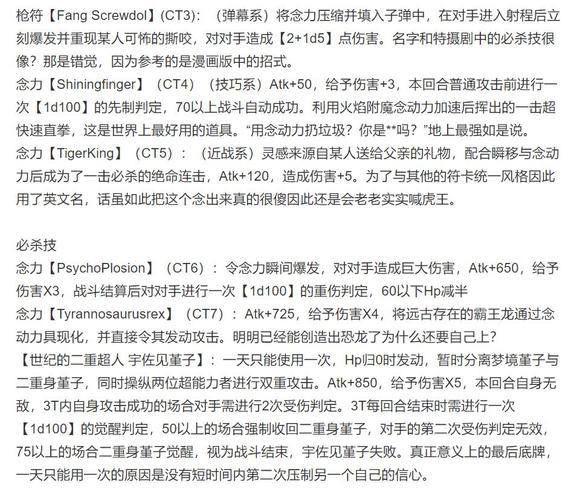 枪符【Fang Screwdol】(CT3)：（弹幕系）将念力压缩并填入子弹中，在对手进入射程后立
刻爆发并重现某人可怖的撕咬，对对手造成【2+1d5】点伤害。名字和特摄剧中的必杀技很
像？那是错觉，因为参考的是漫画版中的招式。
念力【Shiningfinger】（CT4）（技巧系）Atk+50，给予伤害+3，本回合普通攻击前进行一
次【1d100】的先制判定，70以上战斗自动成功。利用火焰附魔念动力加速后挥出的一击超
快速直拳，这是世界上最好用的道具。“用念动力扔垃圾？你是**吗？”地上最强如是说。
念力【TigerKing】（CT5）：（近战系）灵感来源自某人送给父亲的礼物，配合瞬移与念动
力后成为了一击必杀的绝命连击，Atk+120，造成伤害+5。为了与其他的符卡统一风格因此
用了英文名，话虽如此把这个念出来真的很傻因此还是会老老实实喊虎王。
必杀技
念力【PsychoPlosion】（CT6）：令念力瞬间爆发，对对手造成巨大伤害，Atk+650，给予
伤害X3，战斗结算后对对手进行一次【1d100】的重伤判定，60以下Hp减半
念力【Tyrannosaurusrex】（CT7）：Atk+725，给予伤害X4，将远古存在的霸王龙通过念
动力具现化，并直接令其发动攻击。明明已经能创造出恐龙了为什么还要自己上？
【世纪的二重超人 宇佐见堇子】：一天只能使用一次，Hp归0时发动，暂时分离梦境堇子与
二重身堇子，同时操纵两位超能力者进行双重攻击。Atk+850，给予伤害X5，本回合自身无
敌，3T内自身攻击成功的场合对手需进行2次受伤判定。3T每回合结束时需进行一次
【1d100】的觉醒判定，50以上的场合强制收回二重身堇子，对手的第二次受伤判定无效，
75以上的场合二重身堇子觉醒，视为战斗结束，宇佐见堇子失败。真正意义上的最后底牌，
一天只能用一次的原因是没有短时间内第二次压制另一个自己的信心。